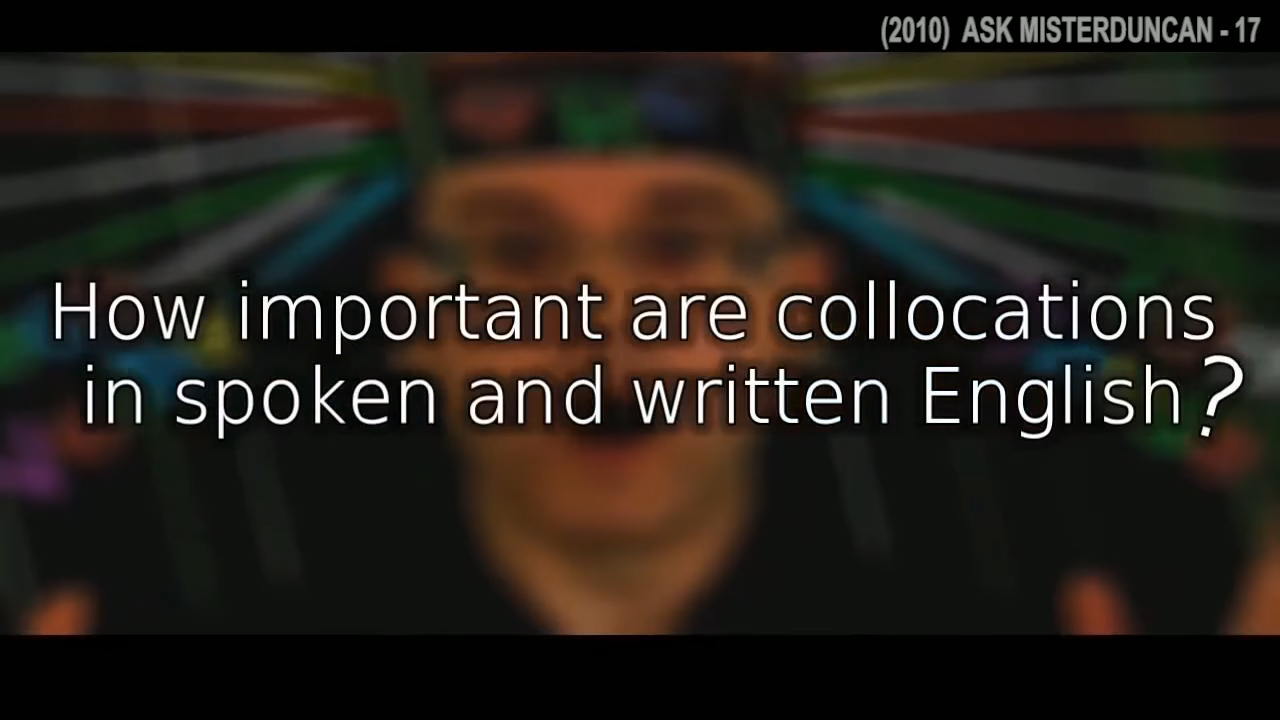 (2010) ASK MISTERDUNCAN - 17
How important are collocations
in spoken and written English?